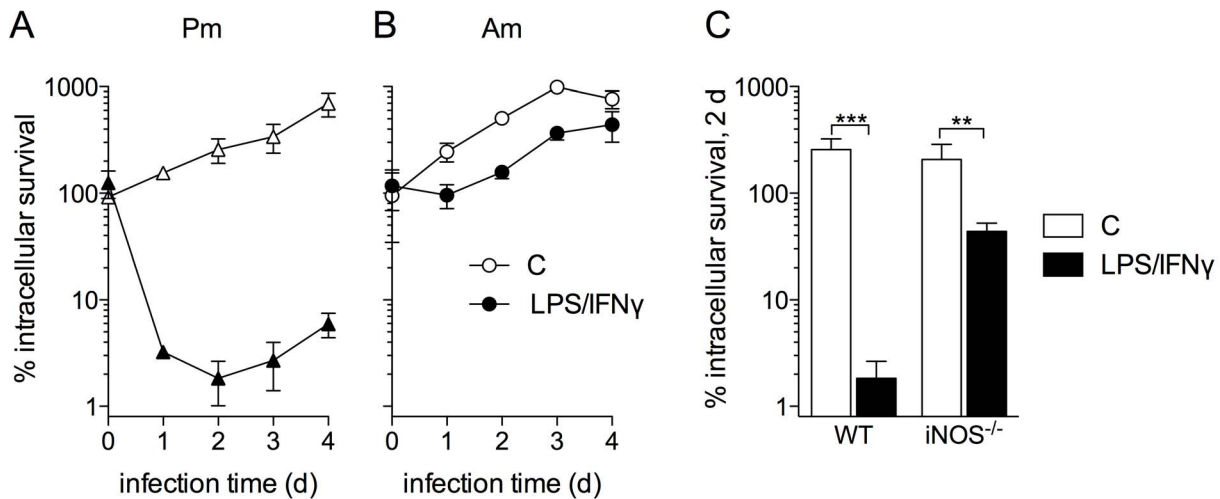 A
Pm
% intracellular survival
1000
100
10
1
0 1 2 3 4
infection time (d)
B
Am
C
LPS/IFNγ
0 1 2 3 4
infection time (d)
C
% intracellular survival, 2 d
1000
100
10
1
***
**
WT
iNOS-/-
C
LPS/IFNγ